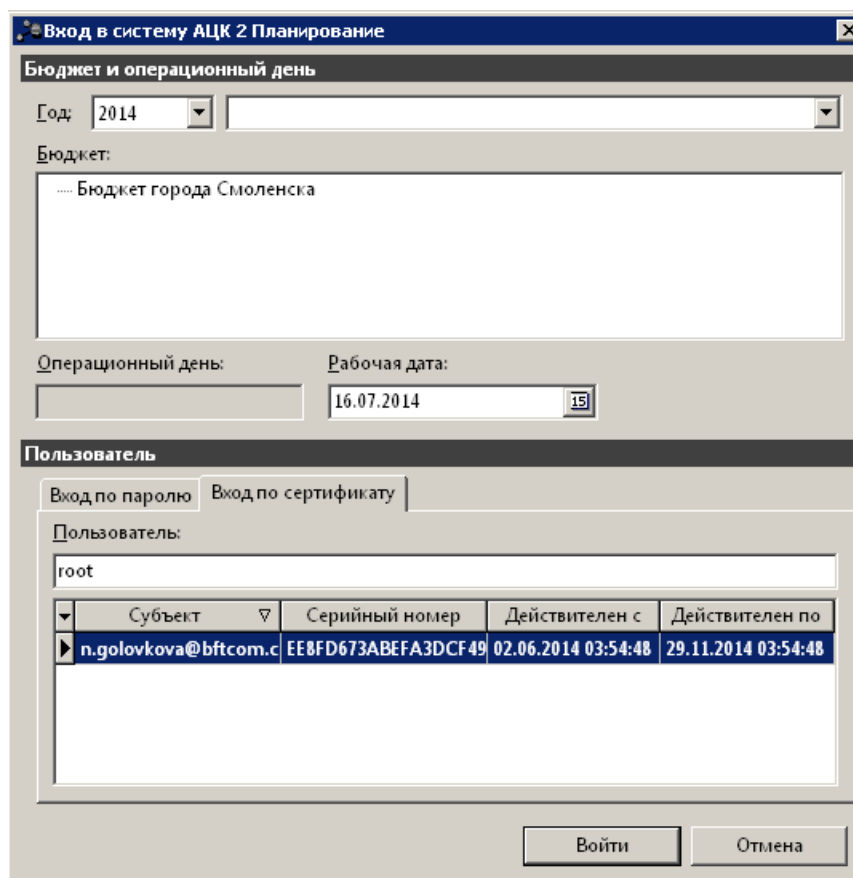 Вход в систему АЦК 2 Планирование
Бюджет и операционный день
Год: 2014
Бюджет:
Бюджет города Смоленска
Операционный день: Рабочая дата:
16.07.2014 15
Пользователь
Вход по паролю Вход по сертификату
Пользователь:
root
Субъект Серийный номер Действителен с Действителен по
n.golovkova@bftcom.c EE8FD673ABEFA3DCF49 02.06.2014 03:54:48 29.11.2014 03:54:48
Войти Отмена